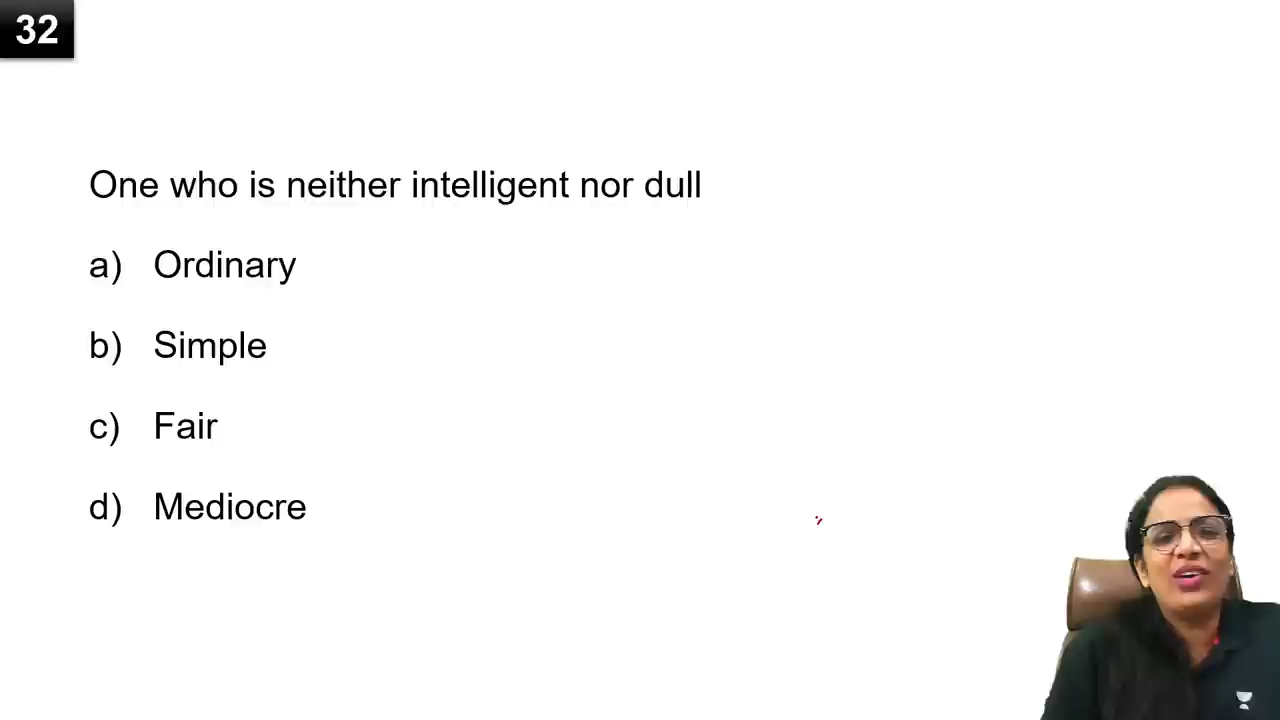 32
One who is neither intelligent nor dull
a) Ordinary
b) Simple
c) Fair
d) Mediocre